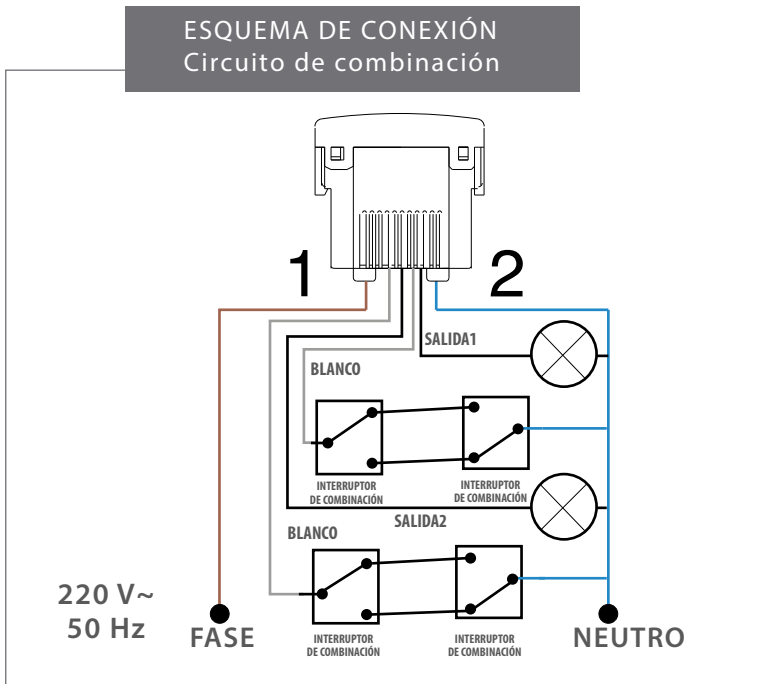 ESQUEMA DE CONEXIÓN
Circuito de combinación
1
2
SALIDA1
BLANCO
INTERRUPTOR
DE COMBINACIÓN
INTERRUPTOR
DE COMBINACIÓN
SALIDA2
BLANCO
220 V~
50 Hz
FASE
INTERRUPTOR
DE COMBINACIÓN
INTERRUPTOR
DE COMBINACIÓN
NEUTRO